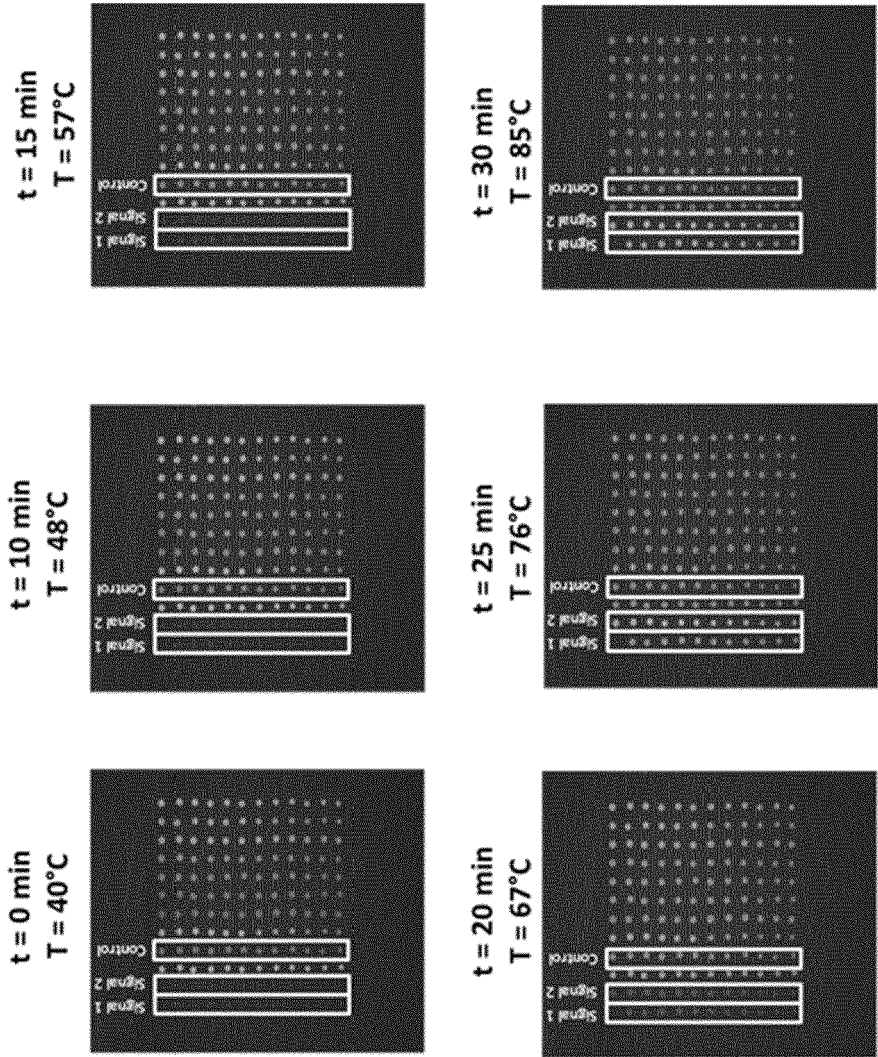 t = 0 min
T = 40°C
Control
Signal 2
Signal 1
t = 10 min
T = 48°C
Control
Signal 2
Signal 1
t = 15 min
T = 57°C
Control
Signal 2
Signal 1
t = 20 min
T = 67°C
Control
Signal 2
Signal 1
t = 25 min
T = 76°C
Control
Signal 2
Signal 1
t = 30 min
T = 85°C
Control
Signal 2
Signal 1